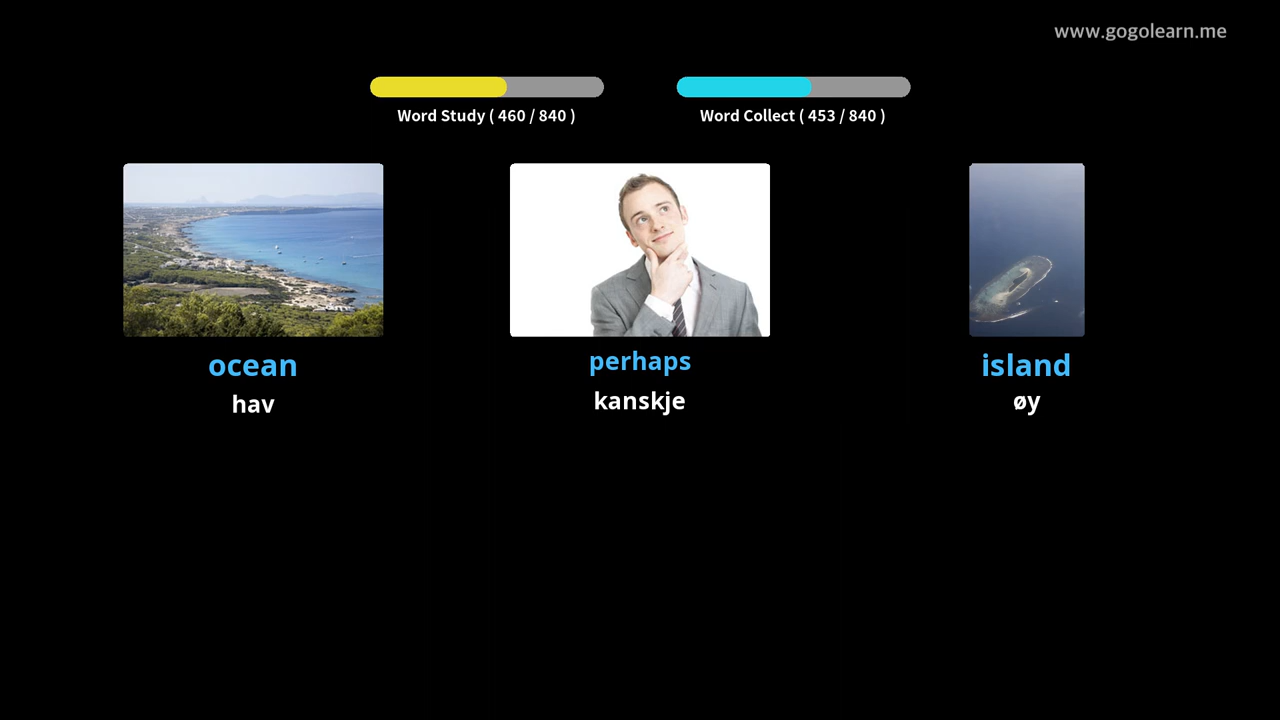 www.gogolearn.me
Word Study ( 460 / 840 )
Word Collect ( 453 / 840 )
ocean
hav
perhaps
kanskje
island
øy